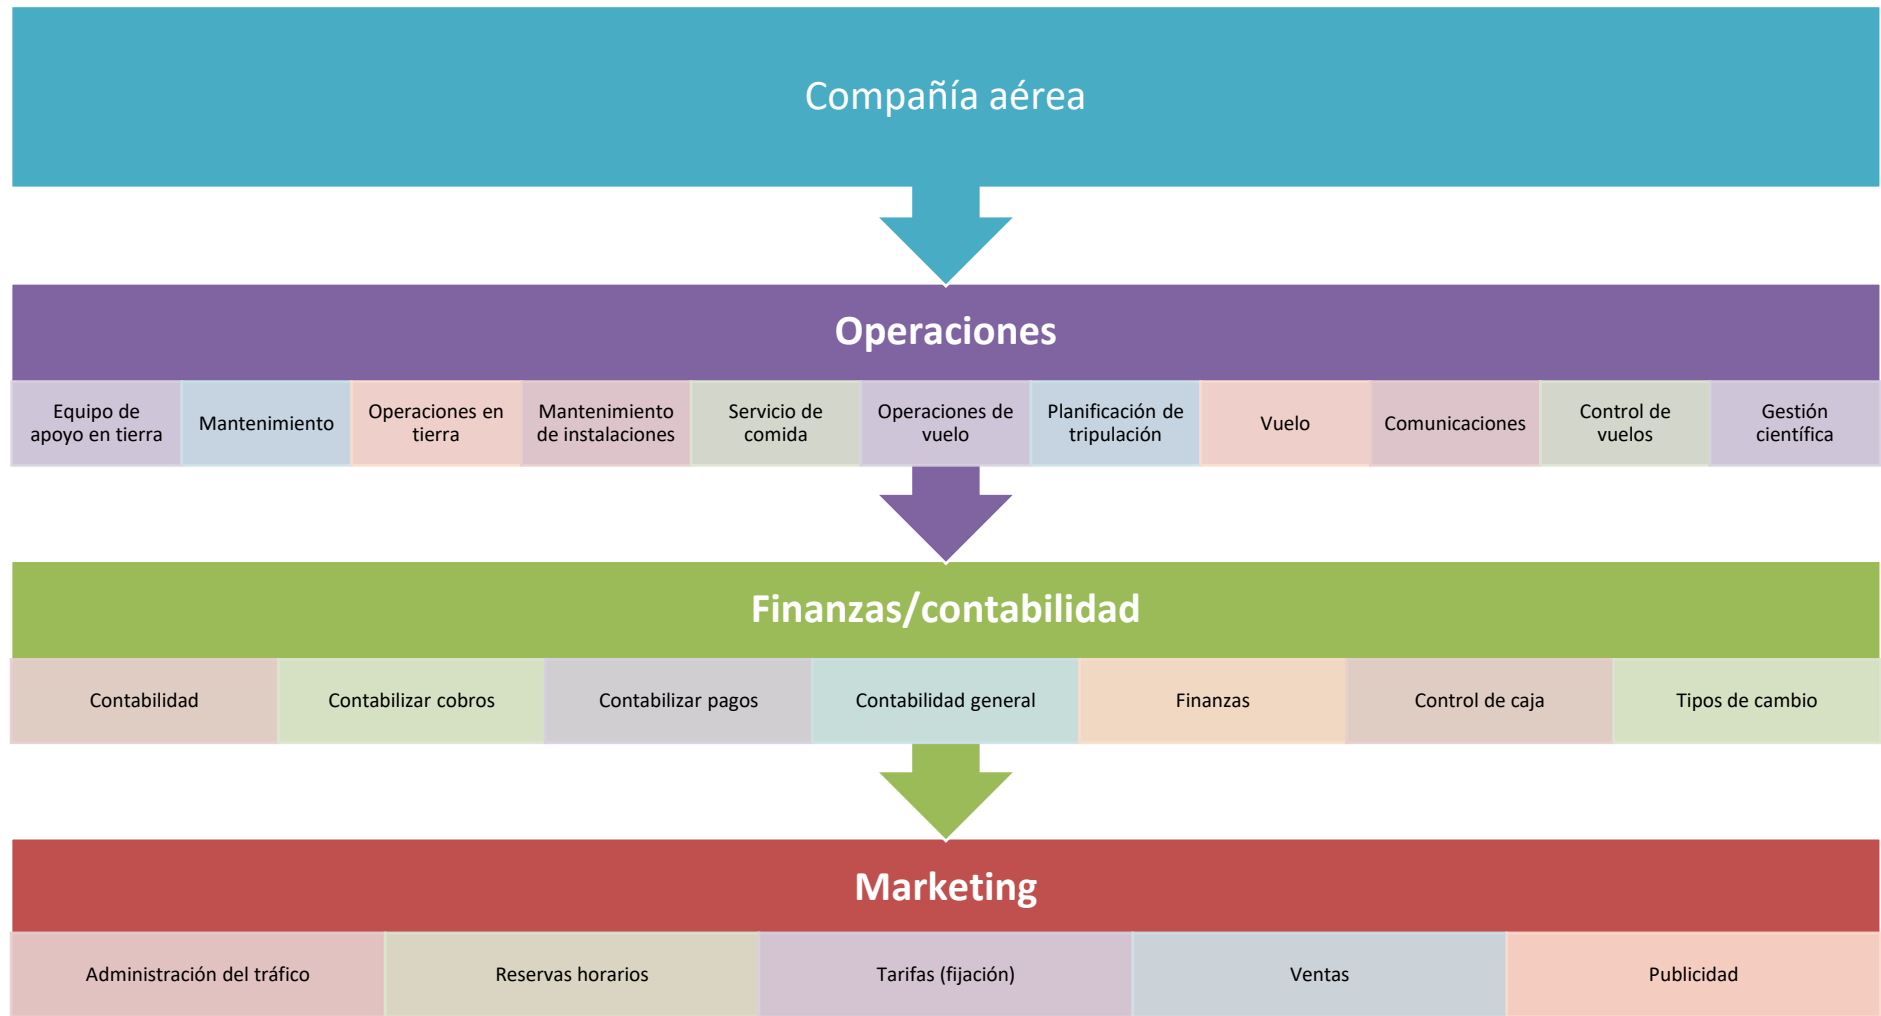 Compañía aérea
Operaciones
Equipo de
apoyo en tierra
Mantenimiento
Operaciones en
tierra
Mantenimiento
de instalaciones
Servicio de
comida
Operaciones de
vuelo
Planificación de
tripulación
Vuelo
Comunicaciones
Control de
vuelos
Gestión
científica
Finanzas/contabilidad
Contabilidad
Contabilizar cobros
Contabilizar pagos
Contabilidad general
Finanzas
Control de caja
Tipos de cambio
Marketing
Administración del tráfico
Reservas horarios
Tarifas (fijación)
Ventas
Publicidad